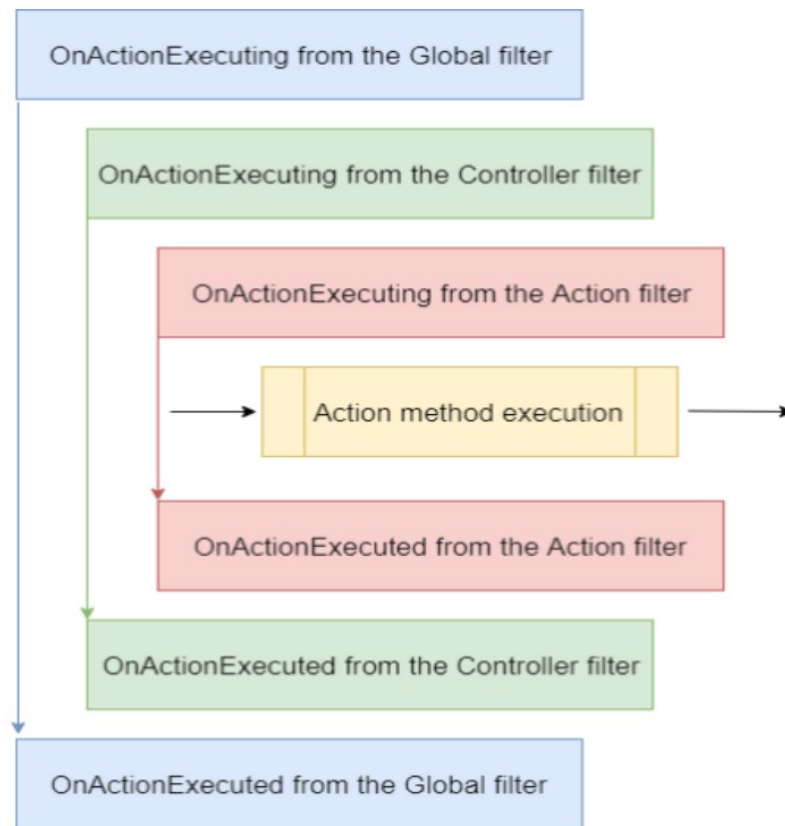 OnActionExecuting from the Global filter
OnActionExecuting from the Controller filter
OnActionExecuting from the Action filter
Action method execution
OnActionExecuted from the Action filter
OnActionExecuted from the Controller filter
OnActionExecuted from the Global filter